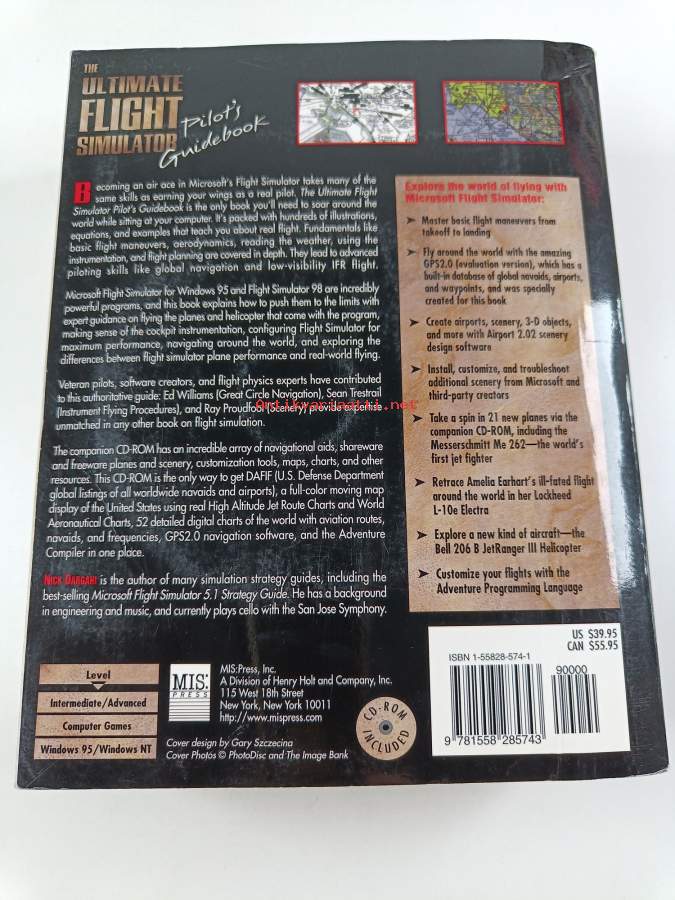 THE
ULTIMATE
FLIGHT
SIMULATOR
Pilot's
Guidebook
Becoming an air ace in Microsoft's Flight Simulator takes many of the
same skills as earning your wings as a real pilot. The Ultimate Flight
Simulator Pilot's Guidebook is the only book you'll need to soar around the
world while sitting at your computer. It's packed with hundreds of illustrations,
equations, and examples that teach you about real flight. Fundamentals like
basic flight maneuvers, aerodynamics, reading the weather, using the
instrumentation, and flight planning are covered in depth. They lead to advanced
piloting skills like global navigation and low-visibility IFR flight.
Microsoft Flight Simulator for Windows 95 and Flight Simulator 98 are incredibly
powerful programs, and this book explains how to push them to the limits with
expert guidance on flying the planes and helicopter that come with the program,
making sense of the cockpit instrumentation, configuring Flight Simulator for
maximum performance, navigating around the world, and exploring the
differences between flight simulator plane performance and real-world flying.
Veteran pilots, software creators, and flight physics experts have contributed
to this authoritative guide: Ed Williams (Great Circle Navigation), Sean Trestrail
(Instrument Flying Procedures), and Ray Proudfoot (Scenery) provide expertise
unmatched in any other book on flight simulation.
The companion CD-ROM has an incredible array of navigational aids, shareware
and freeware planes and scenery, customization tools, maps, charts, and other
resources. This CD-ROM is the only way to get DAFIF (U.S. Defense Department
global listings of all worldwide navaids and airports), a full-color moving map
display of the United States using real High Altitude Jet Route Charts and World
Aeronautical Charts, 52 detailed digital charts of the world with aviation routes,
navaids, and frequencies, GPS2.0 navigation software, and the Adventure
Compiler in one place.
NICK DARGAHI is the author of many simulation strategy guides, including the
best-selling Microsoft Flight Simulator 5.1 Strategy Guide. He has a background
in engineering and music, and currently plays cello with the San Jose Symphony.
Explore the world of flying with
Microsoft Flight Simulator:
➤ Master basic flight maneuvers from
takeoff to landing
➤ Fly around the world with the amazing
GPS2.0 (evaluation version), which has a
built-in database of global navaids, airports,
and waypoints, and was specially
created for this book
➤ Create airports, scenery, 3-D objects,
and more with Airport 2.02 scenery
design software
➤ Install, customize, and troubleshoot
additional scenery from Microsoft and
third-party creators
➤ Take a spin in 21 new planes via the
companion CD-ROM, including the
Messerschmitt Me 262—the world's
first jet fighter
➤ Retrace Amelia Earhart's ill-fated flight
around the world in her Lockheed
L-10e Electra
➤ Explore a new kind of aircraft—the
Bell 206 B JetRanger III Helicopter
➤ Customize your flights with the
Adventure Programming Language
Antikvariaatti.net
Level
Intermediate/Advanced
Computer Games
Windows 95/Windows NT
MIS:
PRESS
MIS:Press, Inc.
A Division of Henry Holt and Company, Inc.
115 West 18th Street
New York, New York 10011
http://www.mispress.com
Cover design by Gary Szczecina
Cover Photos © PhotoDisc and The Image Bank
CD-ROM
INCLUDED
US $39.95
CAN $55.95
ISBN 1-55828-574-1
90000
9 781558 285743